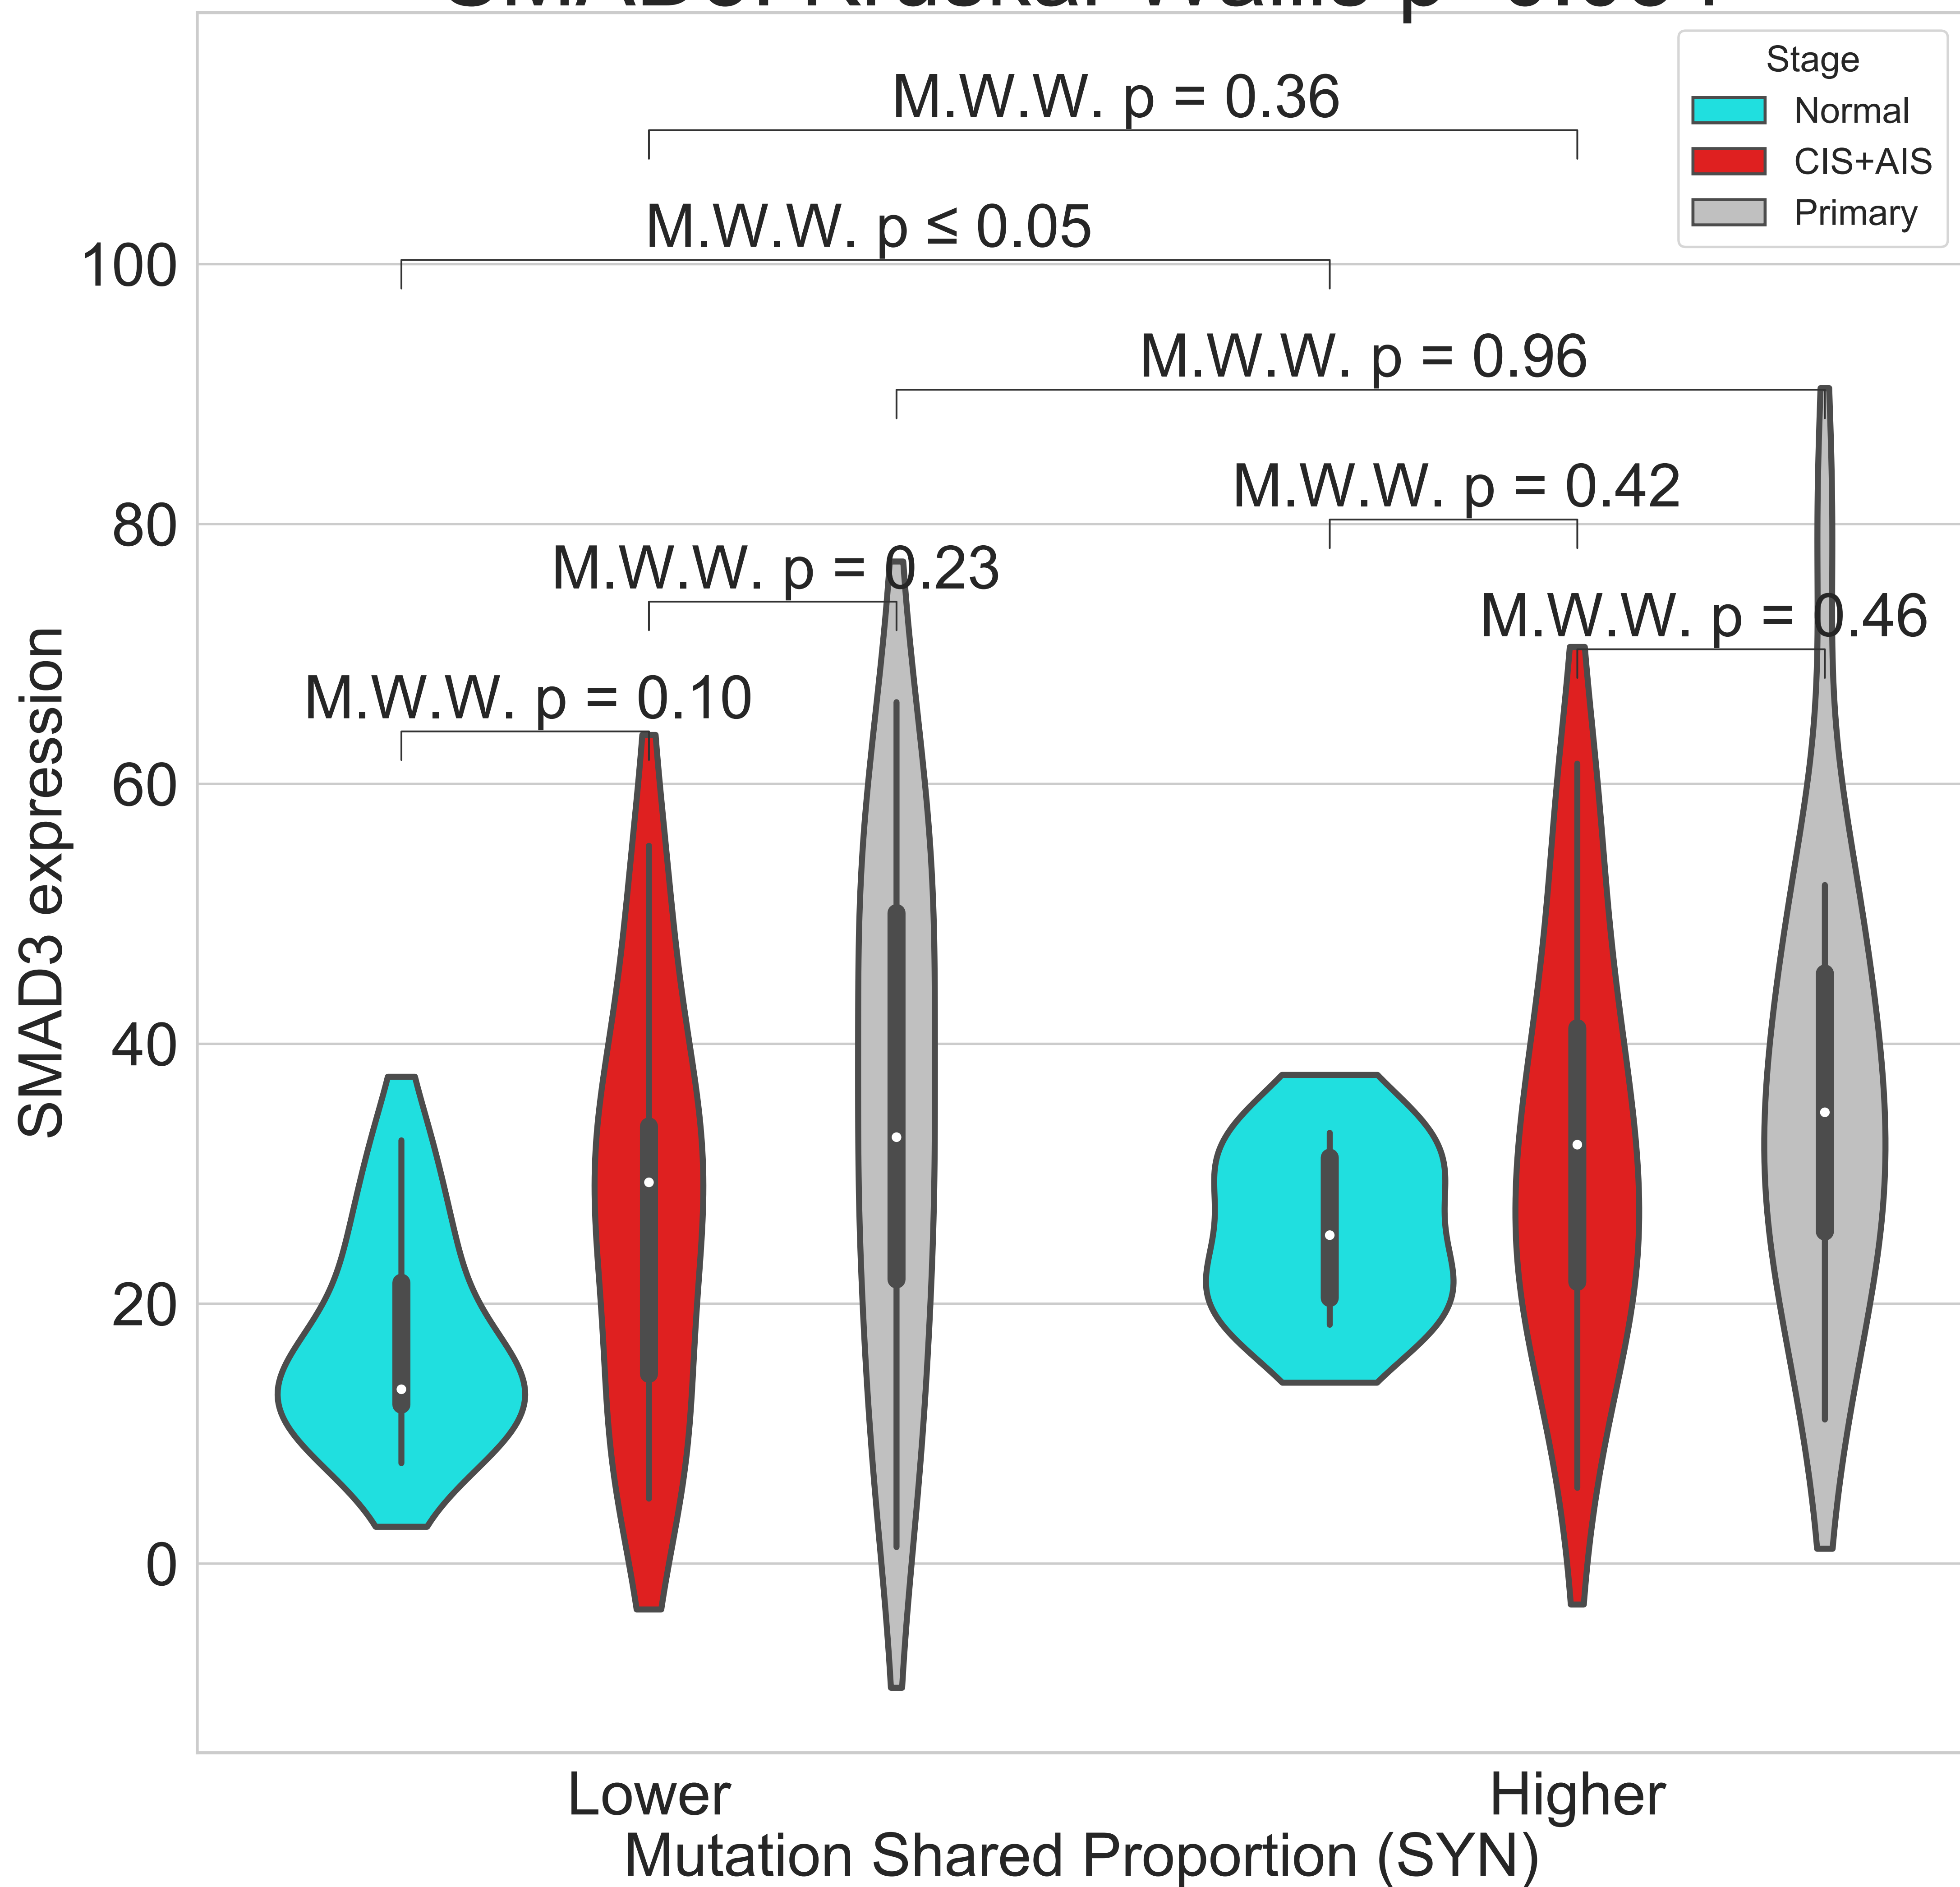 Stage
Normal
CIS+AIS
Primary
M.W.W. p = 0.36
M.W.W. p ≤ 0.05
M.W.W. p = 0.96
M.W.W. p = 0.42
M.W.W. p = 0.23
M.W.W. p = 0.46
M.W.W. p = 0.10
100
80
60
40
20
0
SMAD3 expression
Lower
Higher
Mutation Shared Proportion (SYN)